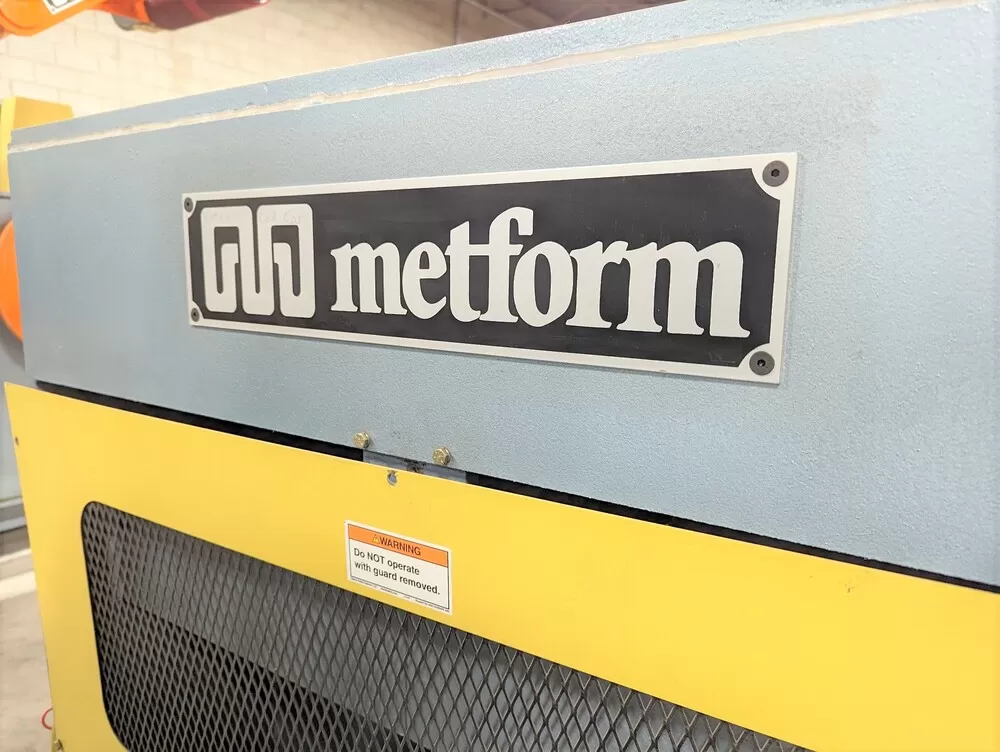 metform
WARNING
Do NOT operate
with guard removed.